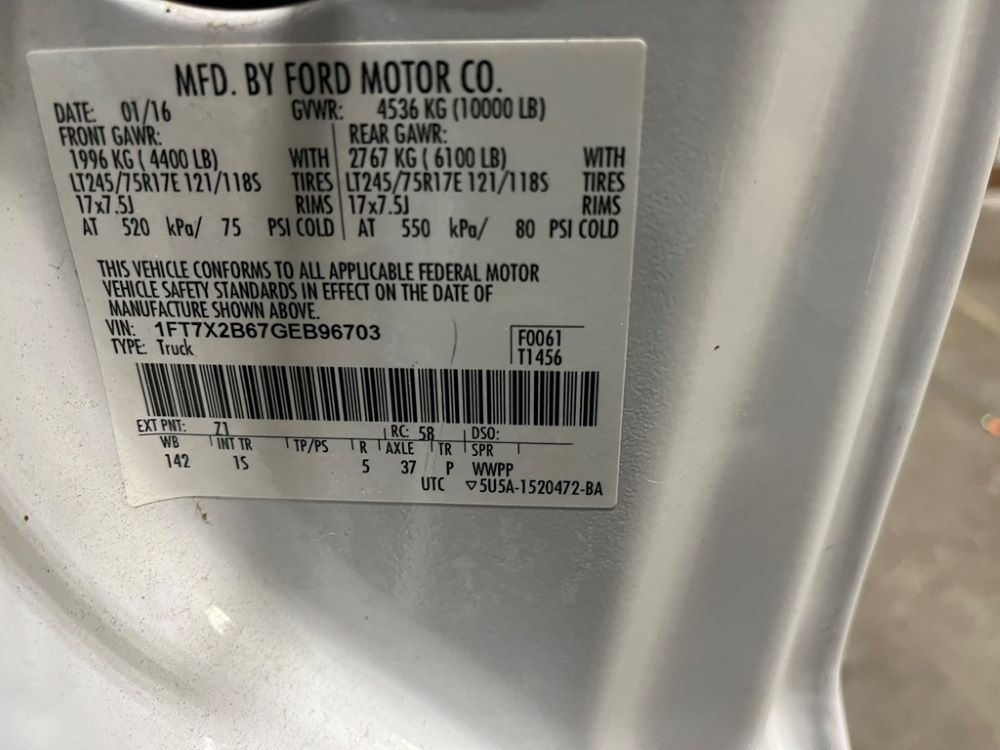 MFD. BY FORD MOTOR CO.
DATE: 01/16 GVWR: 4536 KG (10000 LB)
FRONT GAWR: REAR GAWR:
1996 KG ( 4400 LB) WITH 2767 KG ( 6100 LB) WITH
LT245/75R17E 121/118S TIRES LT245/75R17E 121/118S TIRES
17x7.5J RIMS 17x7.5J RIMS
AT 520 kPa/ 75 PSI COLD AT 550 kPa/ 80 PSI COLD
THIS VEHICLE CONFORMS TO ALL APPLICABLE FEDERAL MOTOR
VEHICLE SAFETY STANDARDS IN EFFECT ON THE DATE OF
MANUFACTURE SHOWN ABOVE.
VIN: 1FT7X2B67GEB96703 F0061
TYPE: Truck T1456
EXT PNT: Z1 RC: 58 DSO:
WB INT TR TP/PS R AXLE TR SPR
142 1S 5 37 P WWPP
UTC ▽5U5A-1520472-BA